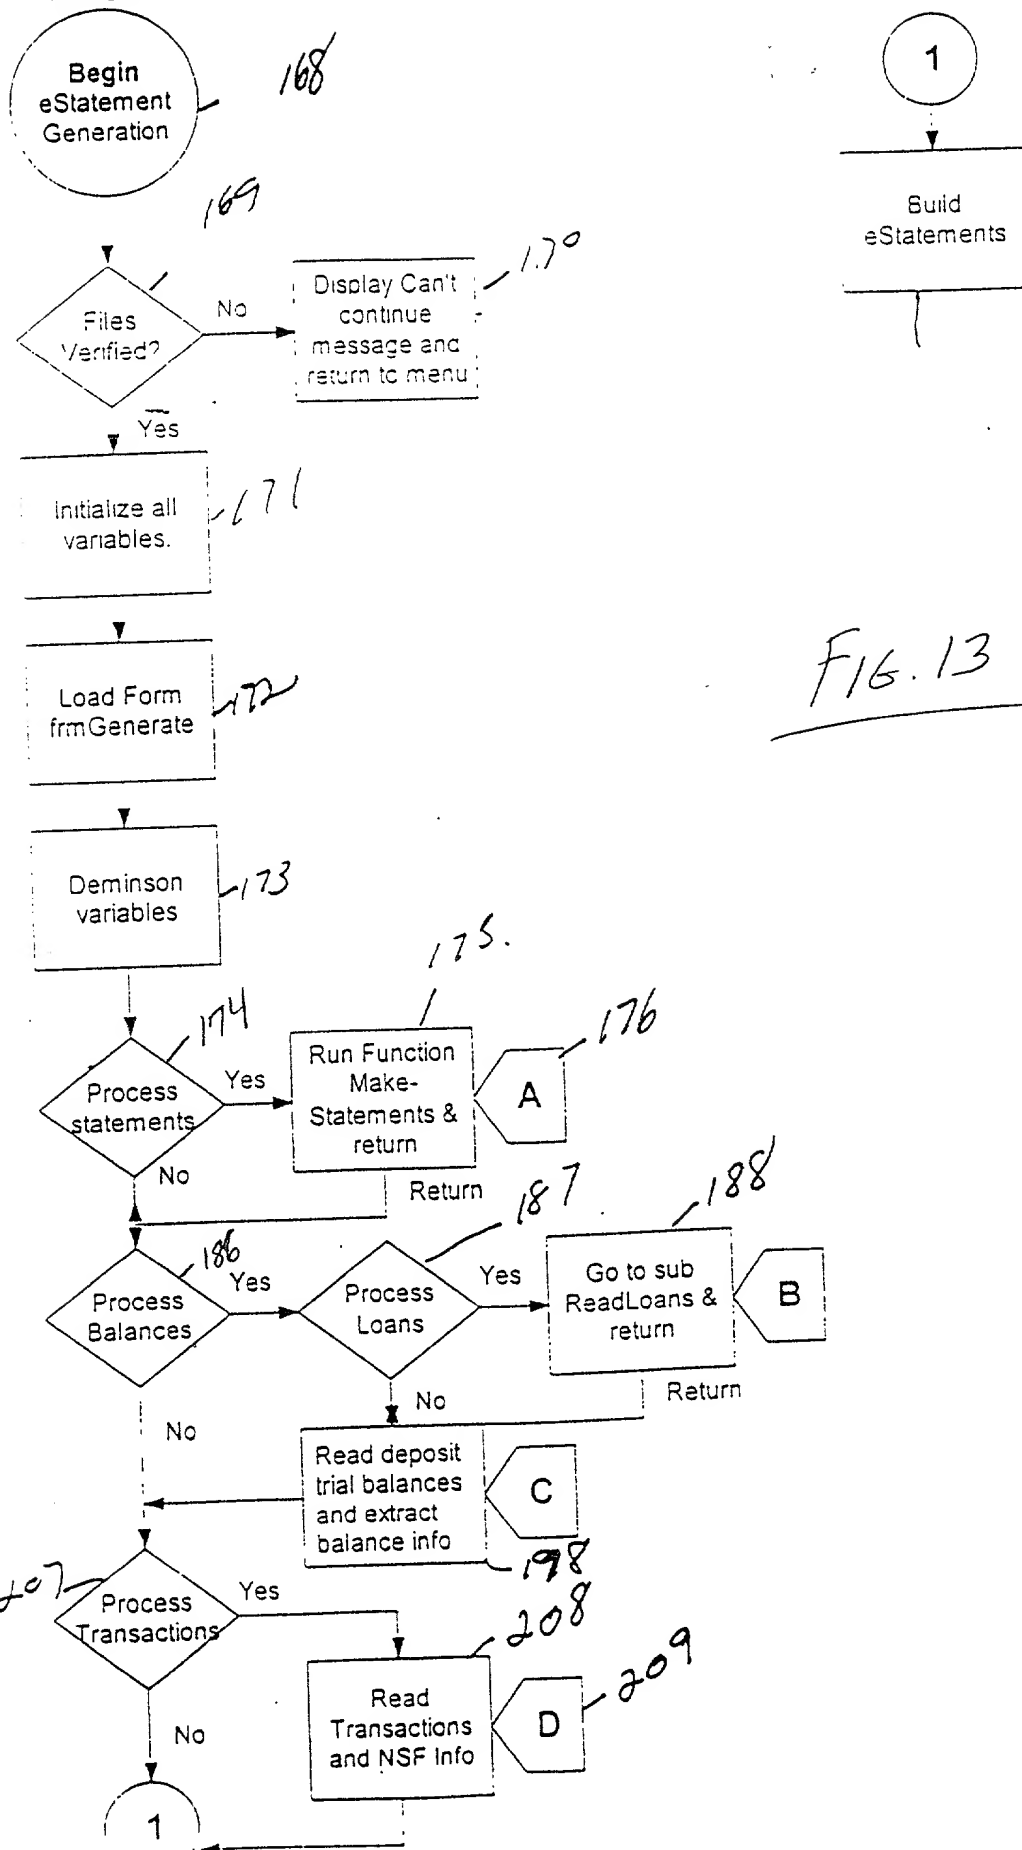 Begin
eStatement
Generation
168
1
Build
eStatements
169
Files
Verified?
No
Display Can't
continue
message and
return to menu
170
Yes
Initialize all
variables.
171
Load Form
frmGenerate
172
FIG. 13
Deminson
variables
173
174
Process
statements
Yes
175.
Run Function
Make-
Statements &
return
A
176
No
Return
186
Process
Balances
Yes
187
Process
Loans
Yes
188
Go to sub
ReadLoans &
return
B
No
No
Return
Read deposit
trial balances
and extract
balance info
C
198
207
Process
Transactions
Yes
208
Read
Transactions
and NSF Info
D
209
No
1